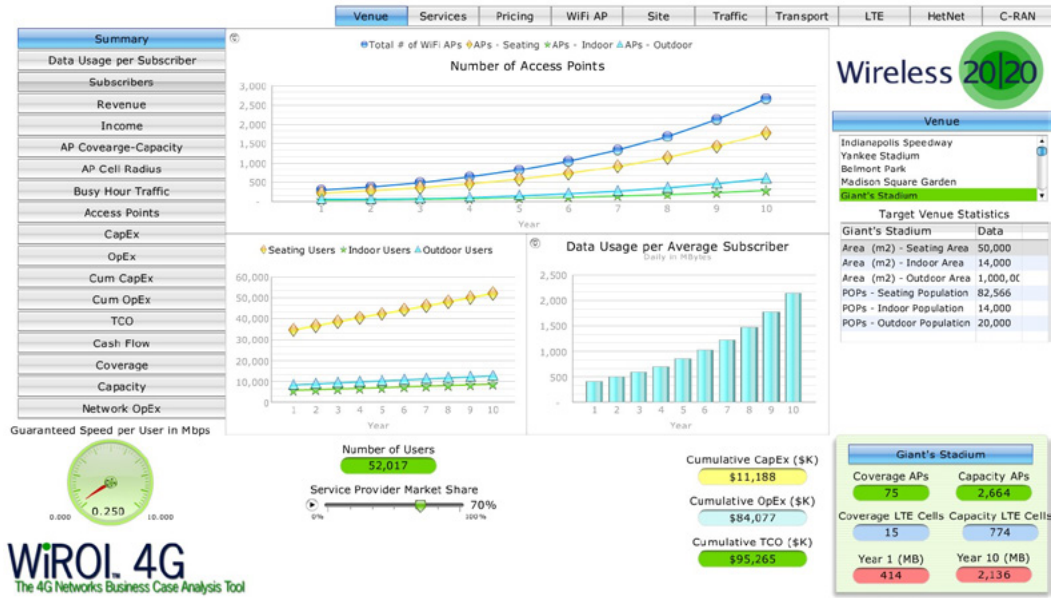 Venue Services Pricing WiFi AP Site Traffic Transport LTE HetNet C-RAN
Summary
Data Usage per Subscriber
Subscribers
Revenue
Income
AP Covearge-Capacity
AP Cell Radius
Busy Hour Traffic
Access Points
CapEx
OpEx
Cum CapEx
Cum OpEx
TCO
Cash Flow
Coverage
Capacity
Network OpEx
Total # of WiFi APs APs - Seating APs - Indoor APs - Outdoor
Number of Access Points
3,000
2,500
2,000
1,500
1,000
500
-
1 2 3 4 5 6 7 8 9 10
Year
Seating Users Indoor Users Outdoor Users
60,000
50,000
40,000
30,000
20,000
10,000
0
1 2 3 4 5 6 7 8 9 10
Year
Data Usage per Average Subscriber
Daily in MBytes
2,500
2,000
1,500
1,000
500
-
1 2 3 4 5 6 7 8 9 10
Year
Wireless 20|20
Venue
Indianapolis Speedway
Yankee Stadium
Belmont Park
Madison Square Garden
Giant's Stadium
Target Venue Statistics
Giant's Stadium Data
Area (m2) - Seating Area 50,000
Area (m2) - Indoor Area 14,000
Area (m2) - Outdoor Area 1,000,0(
POPs - Seating Population 82,566
POPs - Indoor Population 14,000
POPs - Outdoor Population 20,000
Guaranteed Speed per User in Mbps
0.250
0.000 10.000
WiROI™ 4G
The 4G Networks Business Case Analysis Tool
Number of Users
52,017
Service Provider Market Share
70%
0% 100%
Cumulative CapEx ($K)
$11,188
Cumulative OpEx ($K)
$84,077
Cumulative TCO ($K)
$95,265
Giant's Stadium
Coverage APs Capacity APs
75 2,664
Coverage LTE Cells Capacity LTE Cells
15 774
Year 1 (MB) Year 10 (MB)
414 2,136